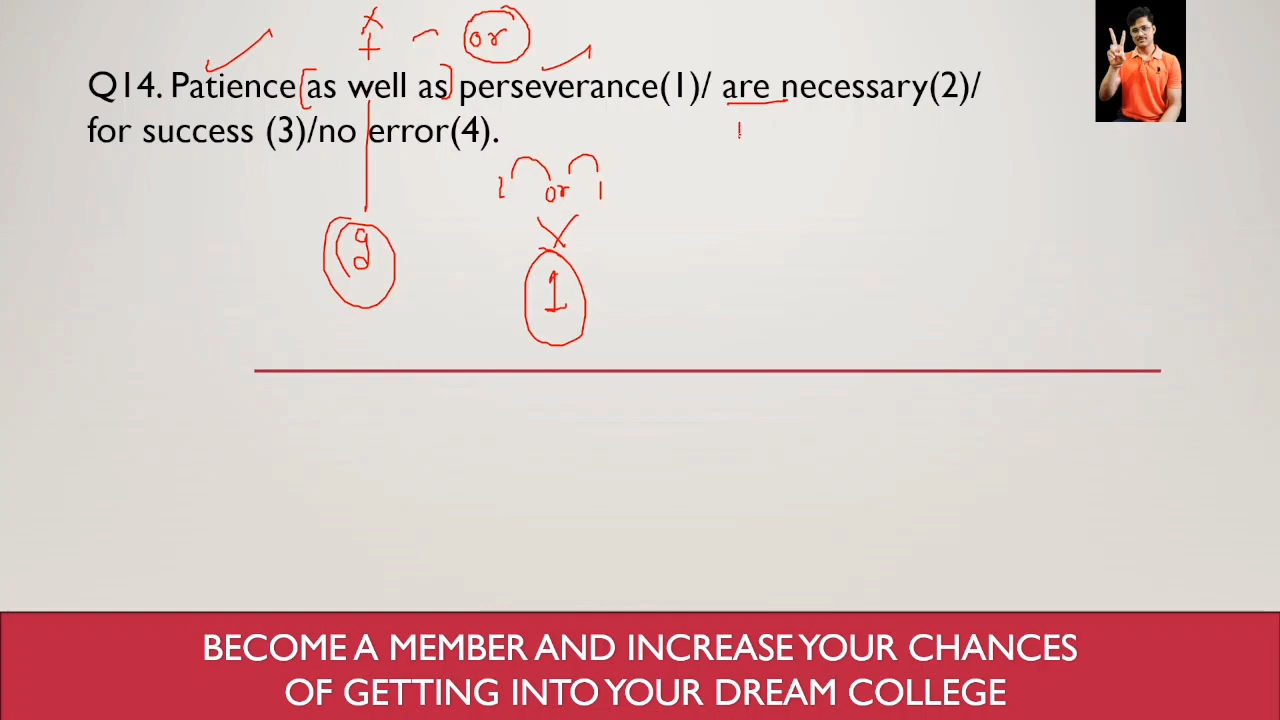 or
Q14. Patience as well as perseverance(1)/ are necessary(2)/
for success (3)/no error(4).
or
1
BECOME A MEMBER AND INCREASE YOUR CHANCES
OF GETTING INTO YOUR DREAM COLLEGE